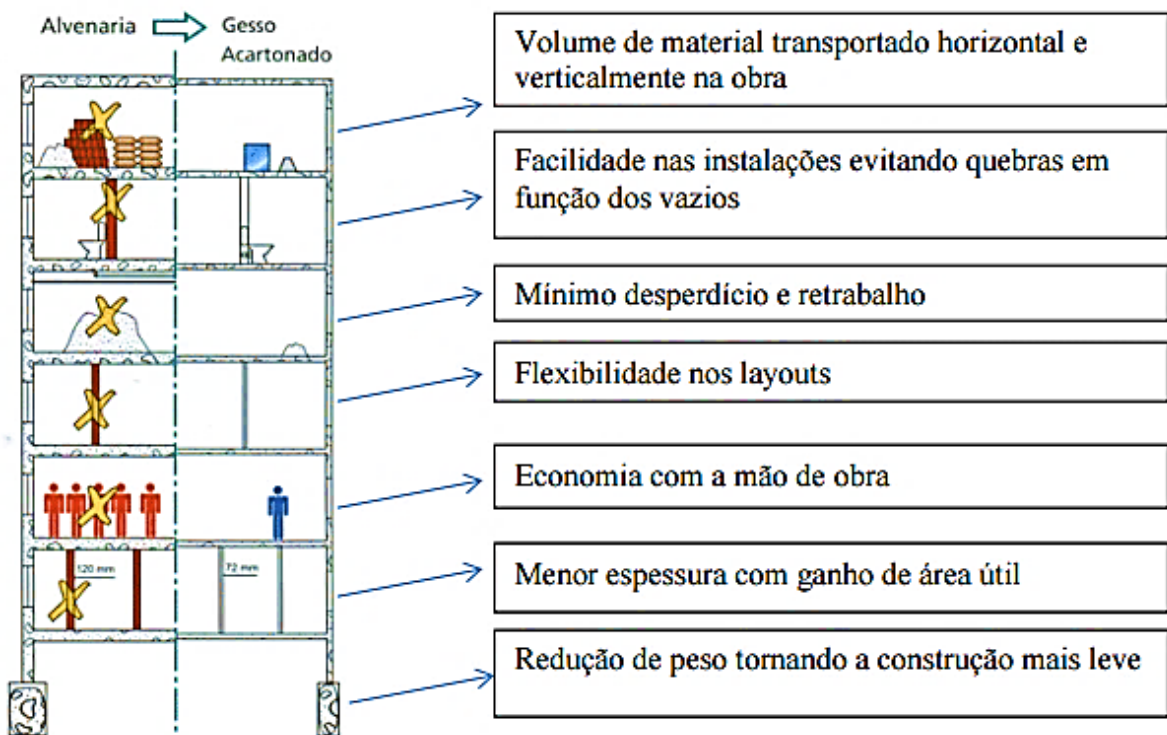 Alvenaria
Gesso
Acartonado
Volume de material transportado horizontal e
verticalmente na obra
Facilidade nas instalações evitando quebras em
função dos vazios
Mínimo desperdício e retrabalho
Flexibilidade nos layouts
Economia com a mão de obra
120 mm
72 mm
Menor espessura com ganho de área útil
Redução de peso tornando a construção mais leve